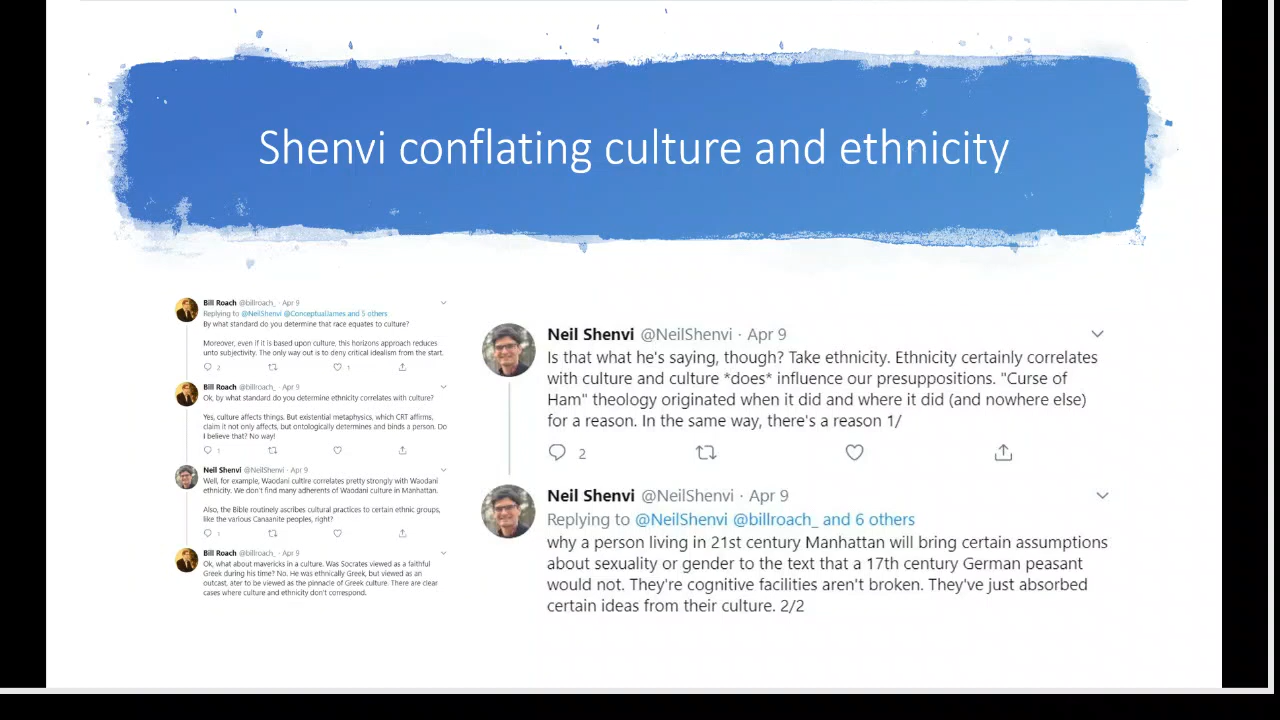 Shenvi conflating culture and ethnicity
Bill Roach @billroach_ · Apr 9
Replying to @NeilShenvi @ConceptualJames and 5 others
By what standard do you determine that race equates to culture?
Moreover, even if it is based upon culture, this horizons approach reduces
unto subjectivity. The only way out is to deny critical idealism from the start.
2
1
Bill Roach @billroach_ · Apr 9
Ok, by what standard do you determine ethnicity correlates with culture?
Yes, culture affects things. But existential metaphysics, which CRT affirms,
claim it not only affects, but ontologically determines and binds a person. Do
I believe that? No way!
1
Neil Shenvi @NeilShenvi · Apr 9
Well, for example, Waodani cultire correlates pretty strongly with Waodani
ethnicity. We don't find many adherents of Waodani culture in Manhattan.
Also, the Bible routinely ascribes cultural practices to certain ethnic groups,
like the various Canaanite peoples, right?
1
Bill Roach @billroach_ · Apr 9
Ok, what about mavericks in a culture. Was Socrates viewed as a faithful
Greek during his time? No. He was ethnically Greek, but viewed as an
outcast, ater to be viewed as the pinnacle of Greek culture. There are clear
cases where culture and ethnicity don't correspond.
Neil Shenvi @NeilShenvi · Apr 9
Is that what he's saying, though? Take ethnicity. Ethnicity certainly correlates
with culture and culture *does* influence our presuppositions. "Curse of
Ham" theology originated when it did and where it did (and nowhere else)
for a reason. In the same way, there's a reason 1/
2
Neil Shenvi @NeilShenvi · Apr 9
Replying to @NeilShenvi @billroach_ and 6 others
why a person living in 21st century Manhattan will bring certain assumptions
about sexuality or gender to the text that a 17th century German peasant
would not. They're cognitive facilities aren't broken. They've just absorbed
certain ideas from their culture. 2/2